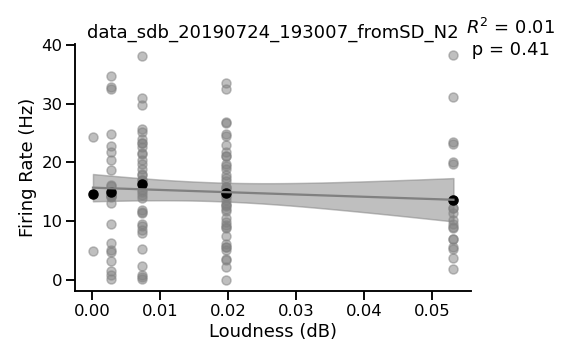 data_sdb_20190724_193007_fromSD_N2
R² = 0.01
p = 0.41
Firing Rate (Hz)
40
30
20
10
0
0.00 0.01 0.02 0.03 0.04 0.05
Loudness (dB)